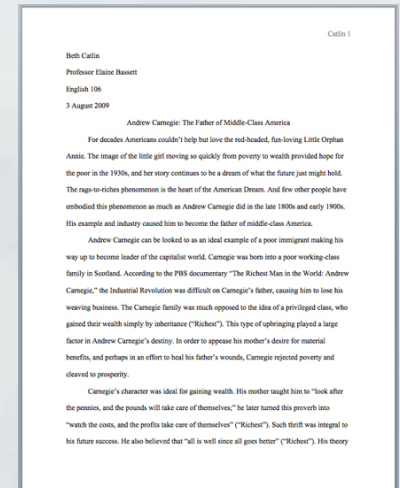 Catlin 1
Beth Catlin
Professor Elaine Bassett
English 106
3 August 2009
Andrew Carnegie: The Father of Middle-Class America
For decades Americans couldn't help but love the red-headed, fun-loving Little Orphan
Annie. The image of the little girl moving so quickly from poverty to wealth provided hope for
the poor in the 1930s, and her story continues to be a dream of what the future just might hold.
The rags-to-riches phenomenon is the heart of the American Dream. And few other people have
embodied this phenomenon as much as Andrew Carnegie did in the late 1800s and early 1900s.
His example and industry caused him to become the father of middle-class America.
Andrew Carnegie can be looked to as an ideal example of a poor immigrant making his
way up to become leader of the capitalist world. Carnegie was born into a poor working-class
family in Scotland. According to the PBS documentary "The Richest Man in the World: Andrew
Carnegie," the Industrial Revolution was difficult on Carnegie's father, causing him to lose his
weaving business. The Carnegie family was much opposed to the idea of a privileged class, who
gained their wealth simply by inheritance ("Richest"). This type of upbringing played a large
factor in Andrew Carnegie's destiny. In order to appease his mother's desire for material
benefits, and perhaps in an effort to heal his father's wounds, Carnegie rejected poverty and
cleaved to prosperity.
Carnegie's character was ideal for gaining wealth. His mother taught him to "look after
the pennies, and the pounds will take care of themselves;" he later turned this proverb into
"watch the costs, and the profits take care of themselves" ("Richest"). Such thrift was integral to
his future success. He also believed that "all is well since all goes better" ("Richest"). His theory